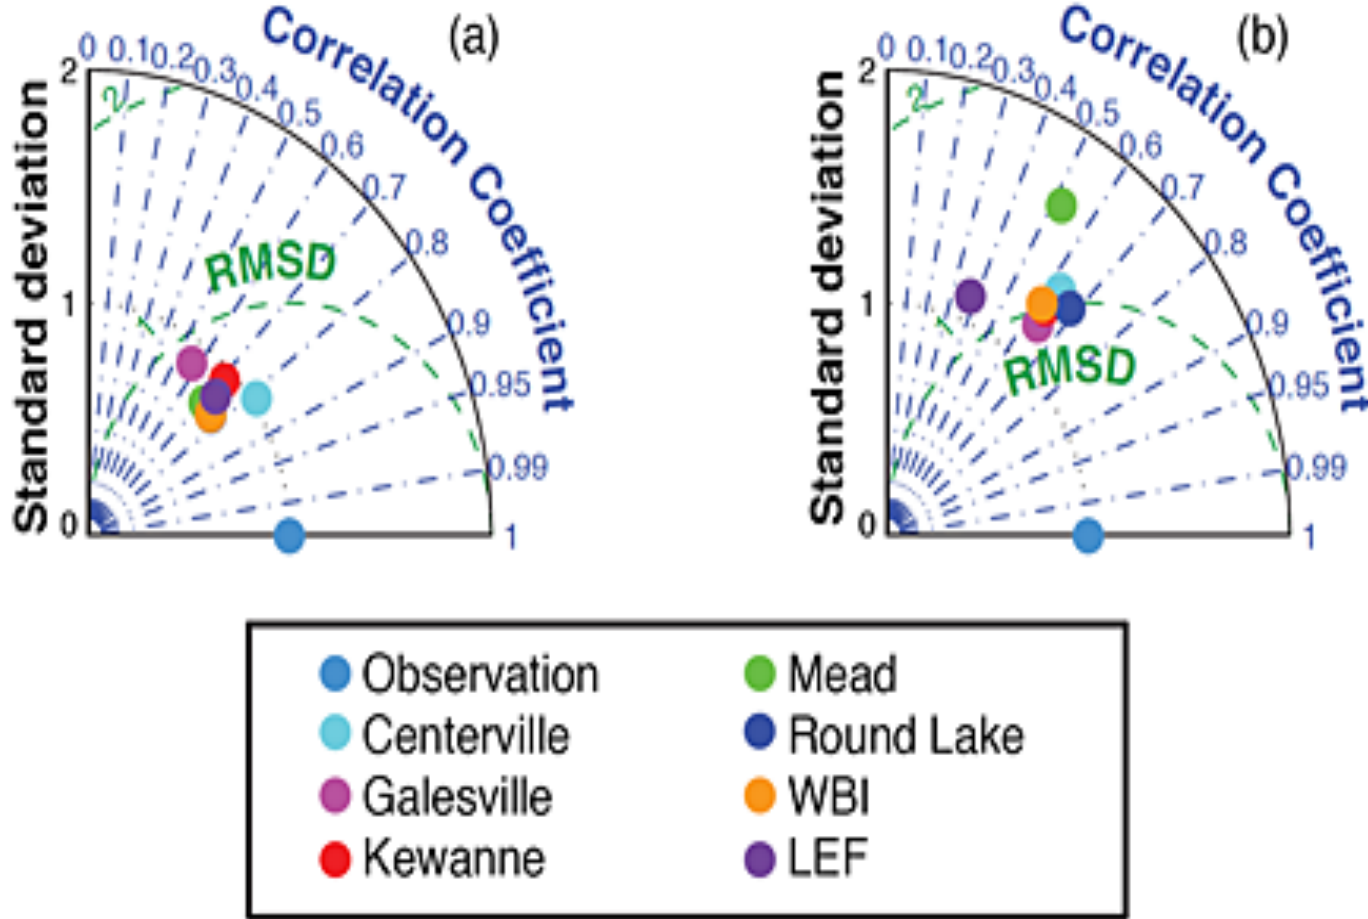 (a)
Correlation Coefficient
0 0.1 0.2 0.3 0.4 0.5 0.6 0.7 0.8 0.9 0.95 0.99 1
Standard deviation
2
1
0
2
1
RMSD
(b)
Correlation Coefficient
0 0.1 0.2 0.3 0.4 0.5 0.6 0.7 0.8 0.9 0.95 0.99 1
Standard deviation
2
1
0
2
1
RMSD
Observation
Centerville
Galesville
Kewanne
Mead
Round Lake
WBI
LEF